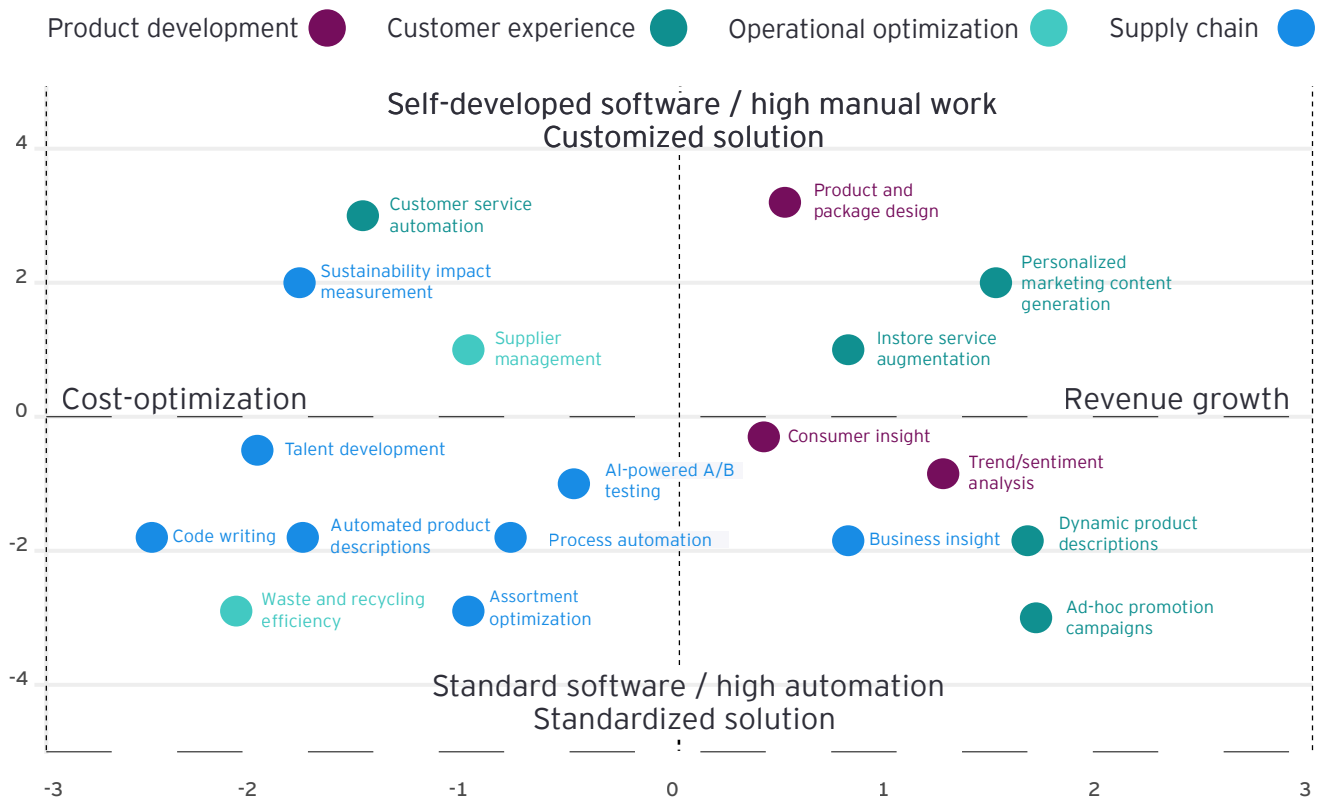 Product development
Customer experience
Operational optimization
Supply chain
Self-developed software / high manual work
Customized solution
4
Product and
package design
Customer service
automation
2
Sustainability impact
measurement
Personalized
marketing content
generation
Supplier
management
Instore service
augmentation
Cost-optimization
Revenue growth
0
Talent development
Consumer insight
AI-powered A/B
testing
Trend/sentiment
analysis
-2
Code writing
Automated product
descriptions
Process automation
Business insight
Dynamic product
descriptions
Waste and recycling
efficiency
Assortment
optimization
Ad-hoc promotion
campaigns
-4
Standard software / high automation
Standardized solution
-3
-2
-1
0
1
2
3